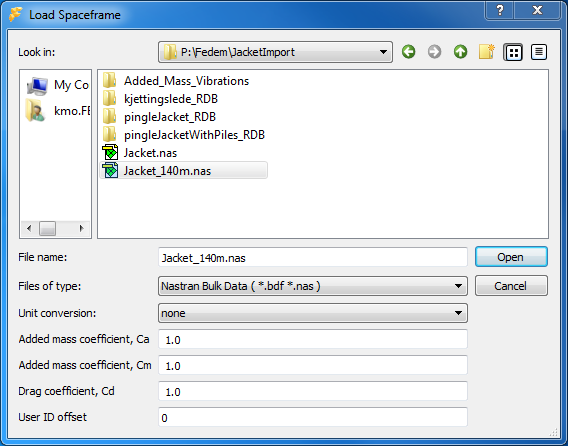 Load Spaceframe
?
Look in:
P:\Fedem\JacketImport
My Co
kmo.FE
Added_Mass_Vibrations
kjettingslede_RDB
pingleJacket_RDB
pingleJacketWithPiles_RDB
Jacket.nas
Jacket_140m.nas
File name:
Jacket_140m.nas
Open
Files of type:
Nastran Bulk Data ( *.bdf *.nas )
Cancel
Unit conversion:
none
Added mass coefficient, Ca
1.0
Added mass coefficient, Cm
1.0
Drag coefficient, Cd
1.0
User ID offset
0